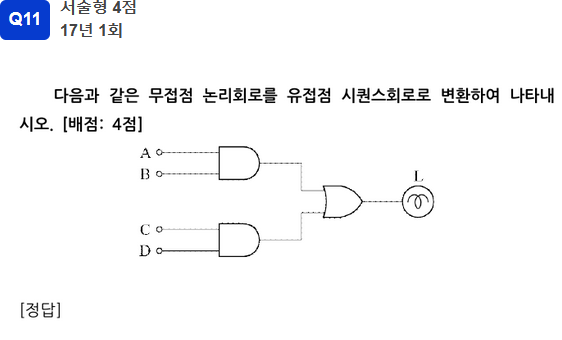 Q11
서술형 4점
17년 1회
다음과 같은 무접점 논리회로를 유접점 시퀀스회로로 변환하여 나타내
시오. [배점: 4점]
A
B
L
C
D
[정답]